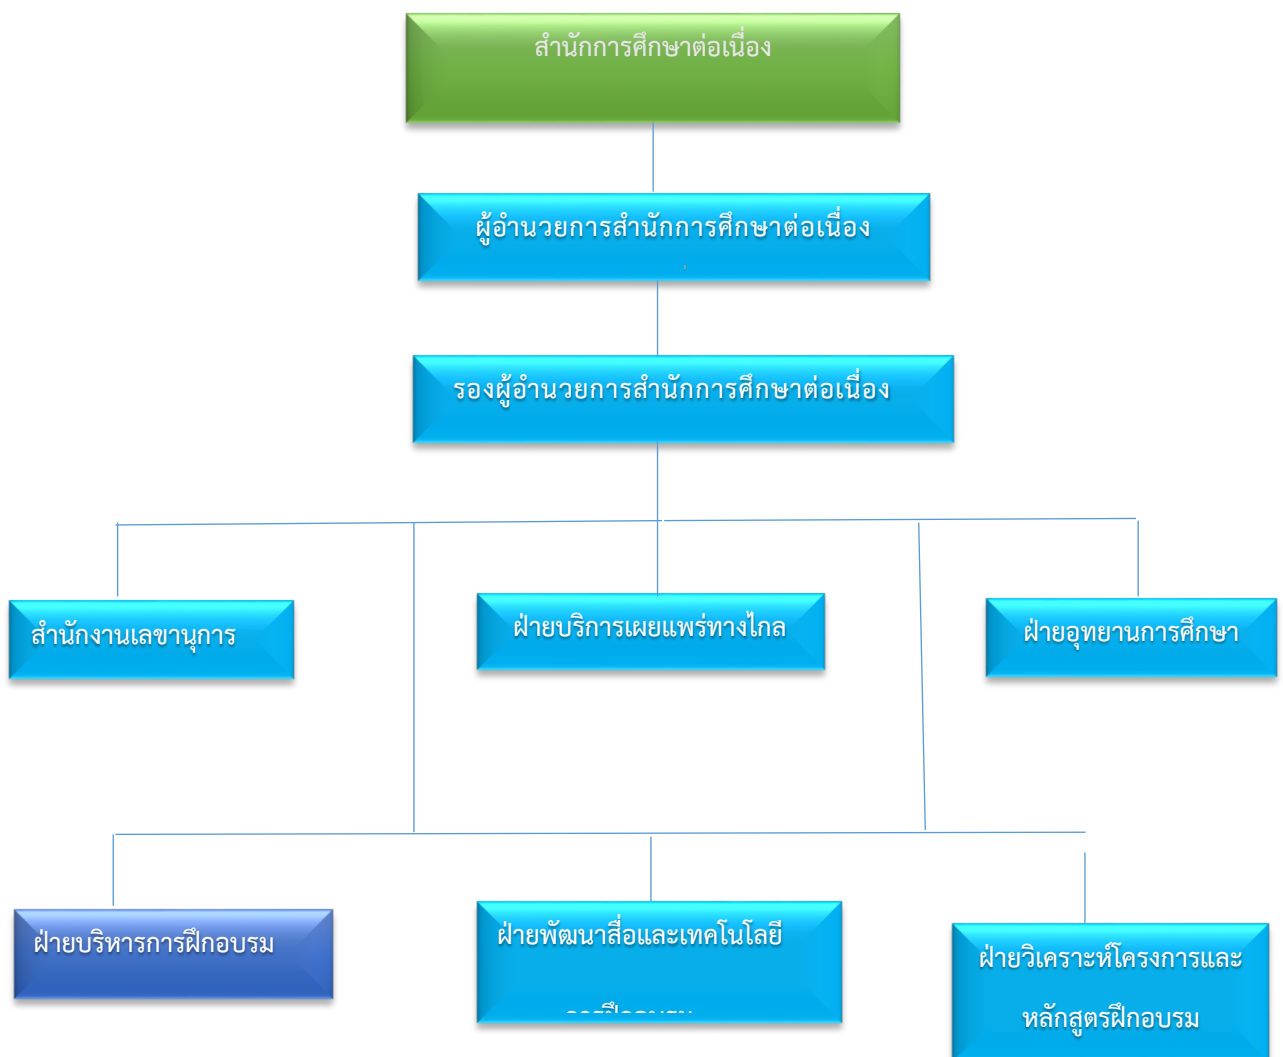 สำนักการศึกษาต่อเนื่อง
ผู้อำนวยการสำนักการศึกษาต่อเนื่อง
รองผู้อำนวยการสำนักการศึกษาต่อเนื่อง
สำนักงานเลขานุการ
ฝ่ายบริการเผยแพร่ทางไกล
ฝ่ายอุทยานการศึกษา
ฝ่ายบริหารการฝึกอบรม
ฝ่ายพัฒนาสื่อและเทคโนโลยี
ฝ่ายวิเคราะห์โครงการและ
หลักสูตรฝึกอบรม